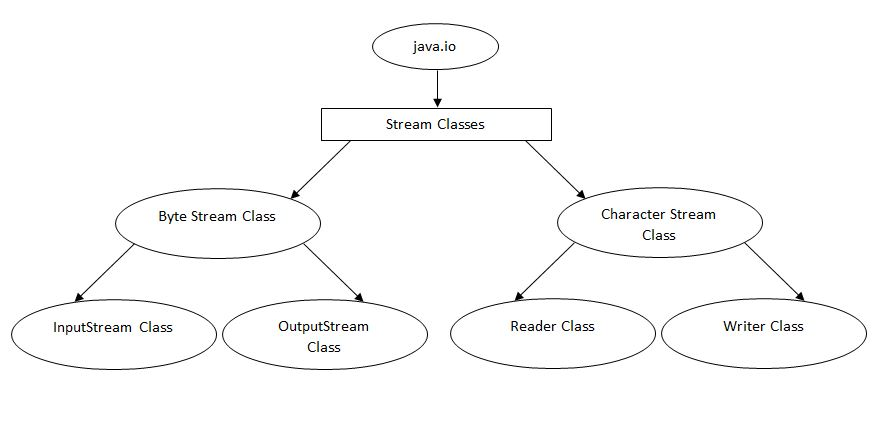 java.io
Stream Classes
Byte Stream Class
Character Stream
Class
InputStream Class
OutputStream
Class
Reader Class
Writer Class